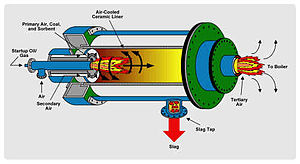 Air-Cooled
Ceramic Liner
Primary Air, Coal,
and Sorbent
Startup Oil/
Gas
Air
Secondary
Air
Tertiary
Air
To Boiler
Slag Tap
Slag